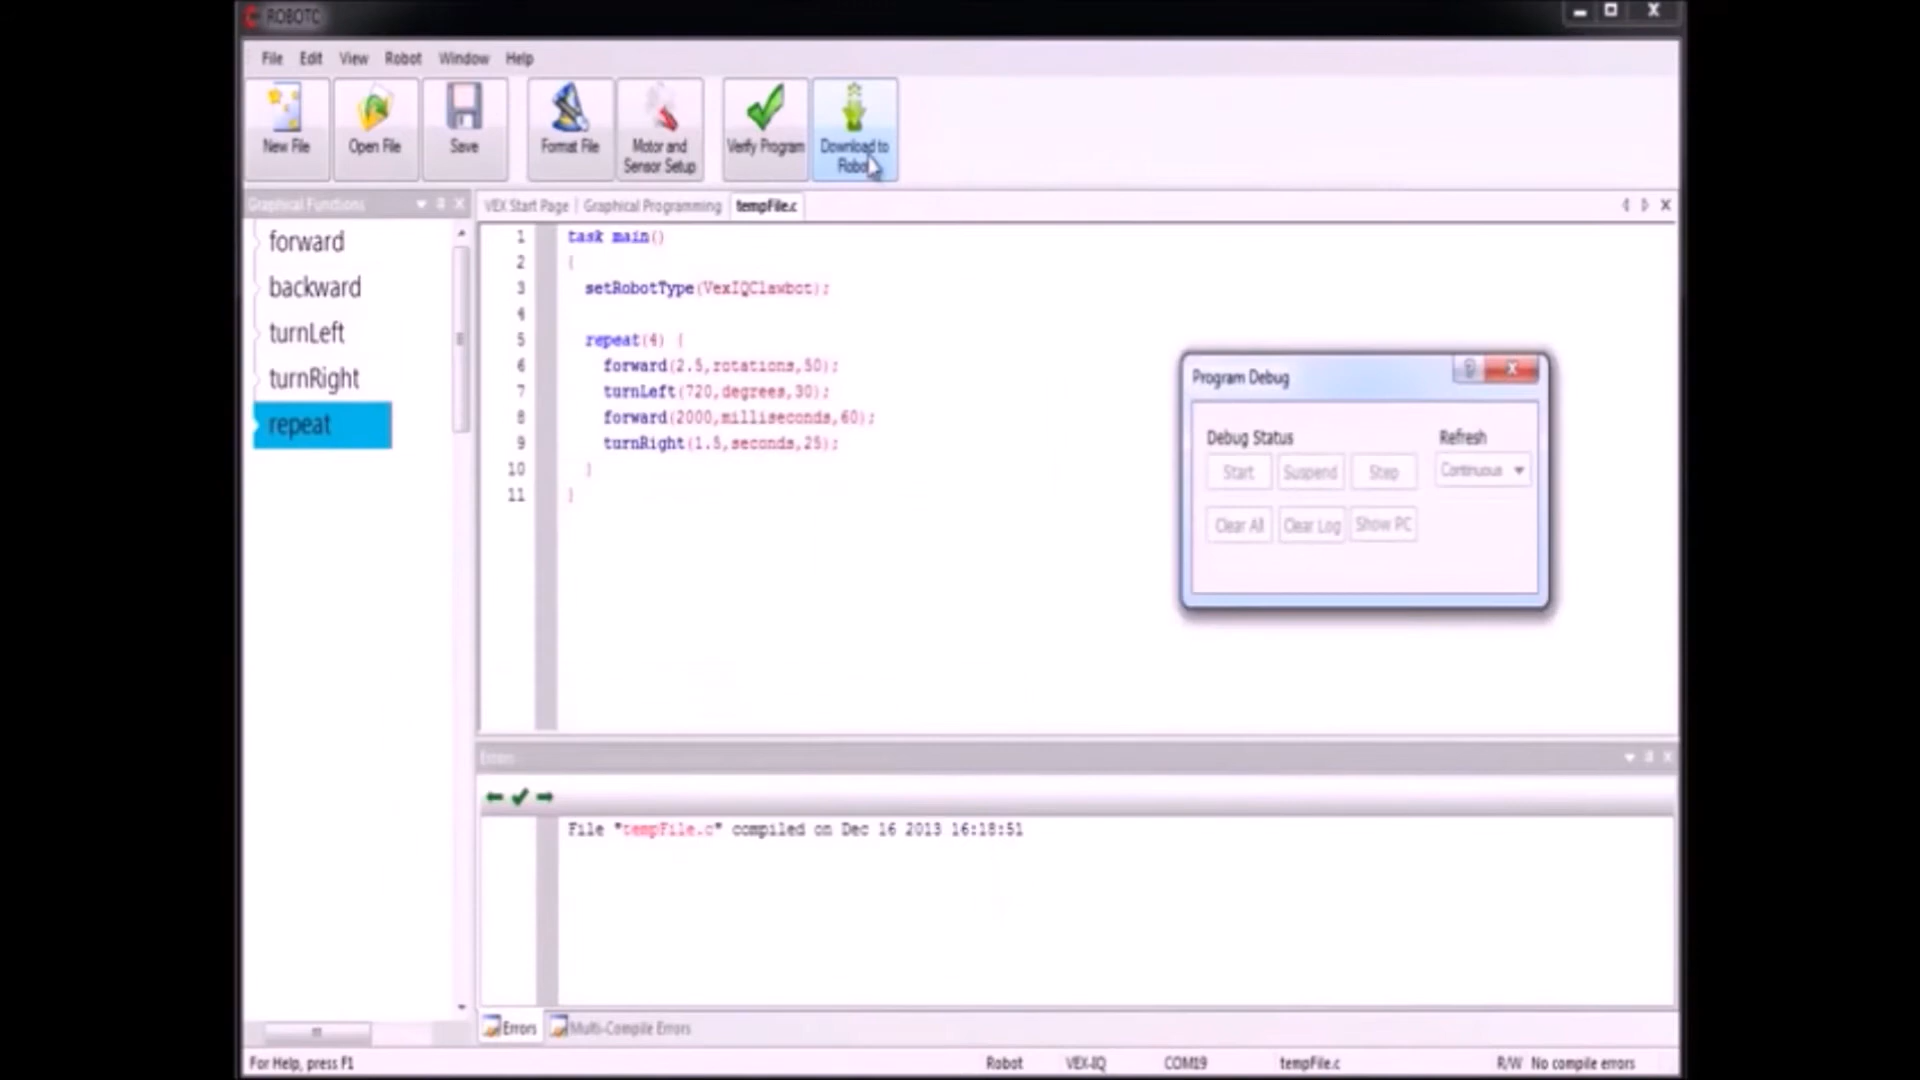 ROBOTC
File Edit View Robot Window Help
New File
Open File
Save
Format File
Motor and
Sensor Setup
Verify Program
Download to
Robot
Graphical Functions
VEX Start Page
Graphical Programming
tempFile.c
forward
backward
turnLeft
turnRight
repeat
1 task main()
2 {
3 setRobotType(VexIQClawbot);
4
5 repeat(4) {
6 forward(2.5,rotations,50);
7 turnLeft(720,degrees,30);
8 forward(2000,milliseconds,60);
9 turnRight(1.5,seconds,25);
10 }
11 }
Program Debug
Debug Status
Refresh
Start
Suspend
Step
Continuous
Clear All
Clear Log
Show PC
Errors
File "tempFile.c" compiled on Dec 16 2013 16:18:51
Errors
Multi-Compile Errors
For Help, press F1
Robot
VEX-IQ
COM19
tempFile.c
R/W
No compile errors